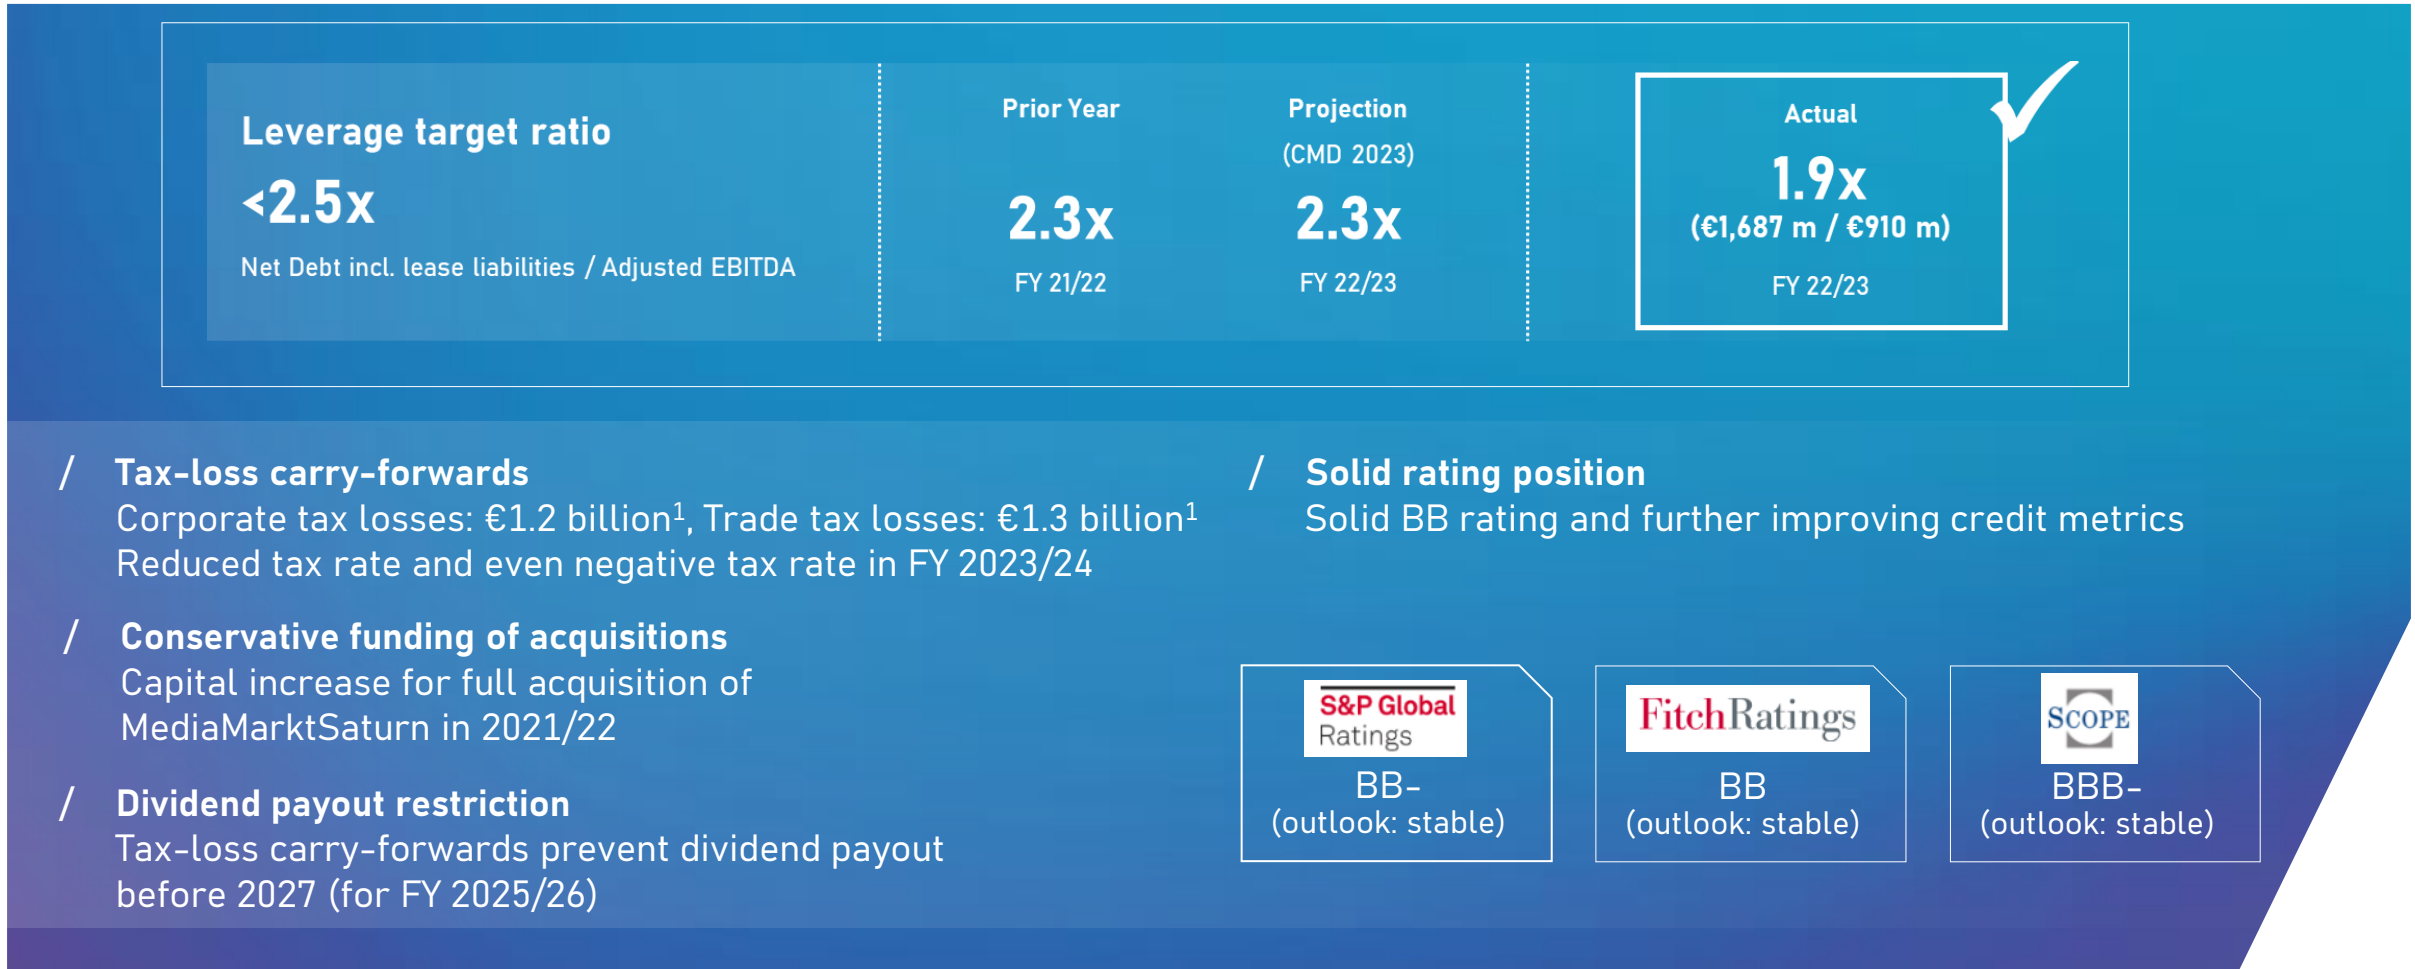 Leverage target ratio
<2.5x
Net Debt incl. lease liabilities / Adjusted EBITDA
Prior Year
2.3x
FY 21/22
Projection
(CMD 2023)
2.3x
FY 22/23
Actual
1.9x
(€1,687 m / €910 m)
FY 22/23
/ Tax-loss carry-forwards
Corporate tax losses: €1.2 billion¹, Trade tax losses: €1.3 billion¹
Reduced tax rate and even negative tax rate in FY 2023/24
/ Conservative funding of acquisitions
Capital increase for full acquisition of
MediaMarktSaturn in 2021/22
/ Dividend payout restriction
Tax-loss carry-forwards prevent dividend payout
before 2027 (for FY 2025/26)
/ Solid rating position
Solid BB rating and further improving credit metrics
S&P Global
Ratings
BB-
(outlook: stable)
FitchRatings
BB
(outlook: stable)
SCOPE
BBB-
(outlook: stable)